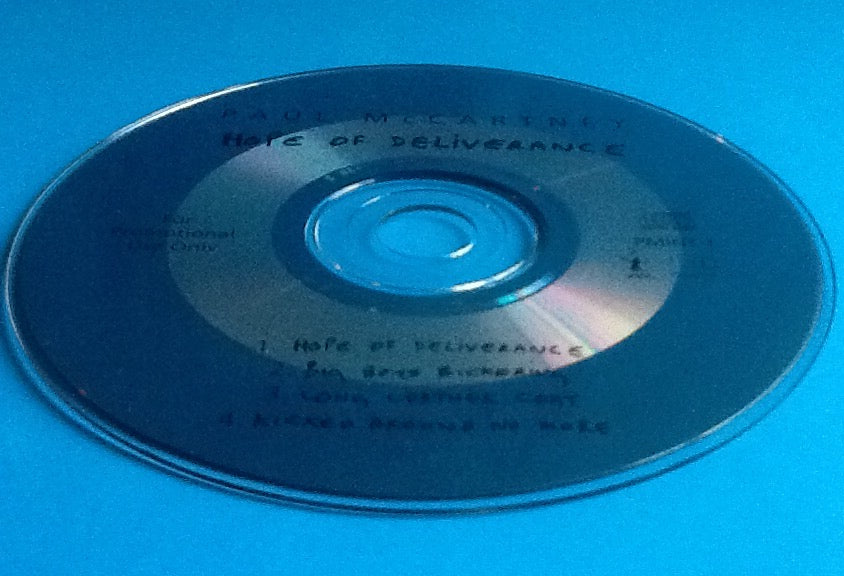 PAUL McCARTNEY
HOPE OF DELIVERANCE
For
Promotional
Use Only
1 HOPE OF DELIVERANCE
BIG BOYS BICKERING
3 LONG LEATHER COAT
4 KICKED AROUND NO MORE